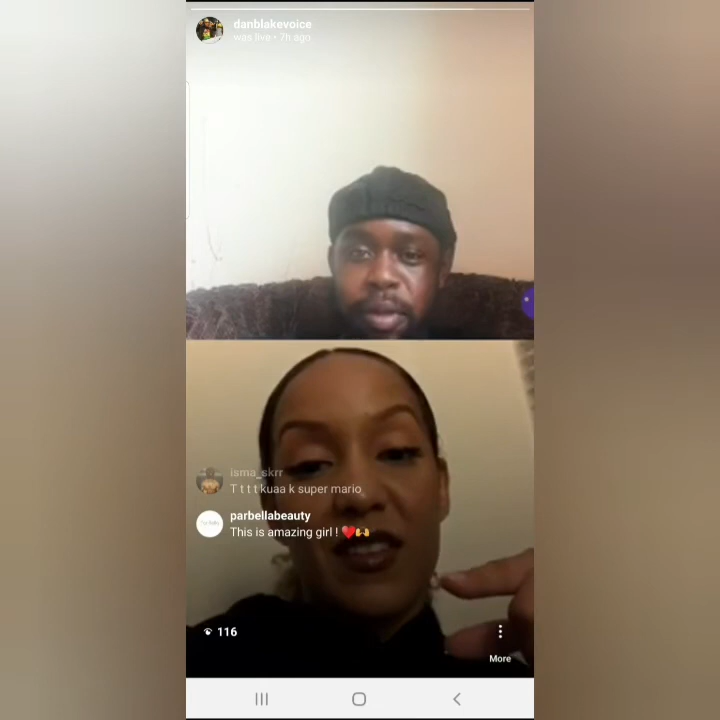 danblakevoice
was live • 7h ago
isma_skrr
T t t t kuaa k super mario
parbellabeauty
This is amazing girl ! ❤️🙌
116
More